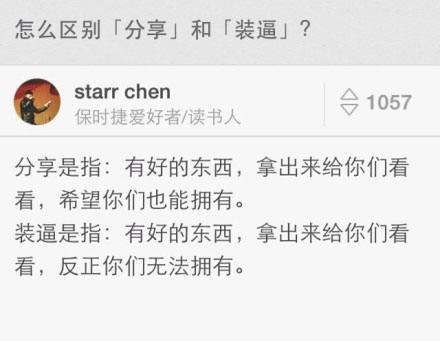 怎么区别「分享」和「装逼」？
starr chen
1057
保时捷爱好者/读书人
分享是指：有好的东西，拿出来给你们看
看，希望你们也能拥有。
装逼是指：有好的东西，拿出来给你们看
看，反正你们无法拥有。